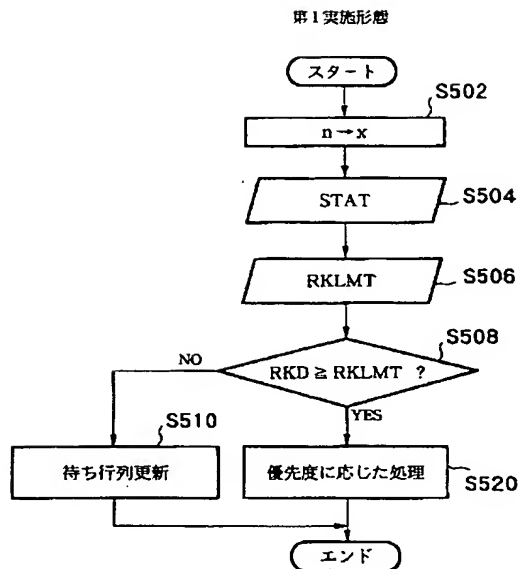 第1実施形態
スタート
S502
n→x
STAT
S504
RKLMT
S506
S508
RKD ≧ RKLMT ?
NO
YES
S510
待ち行列更新
優先度に応じた処理
S520
エンド